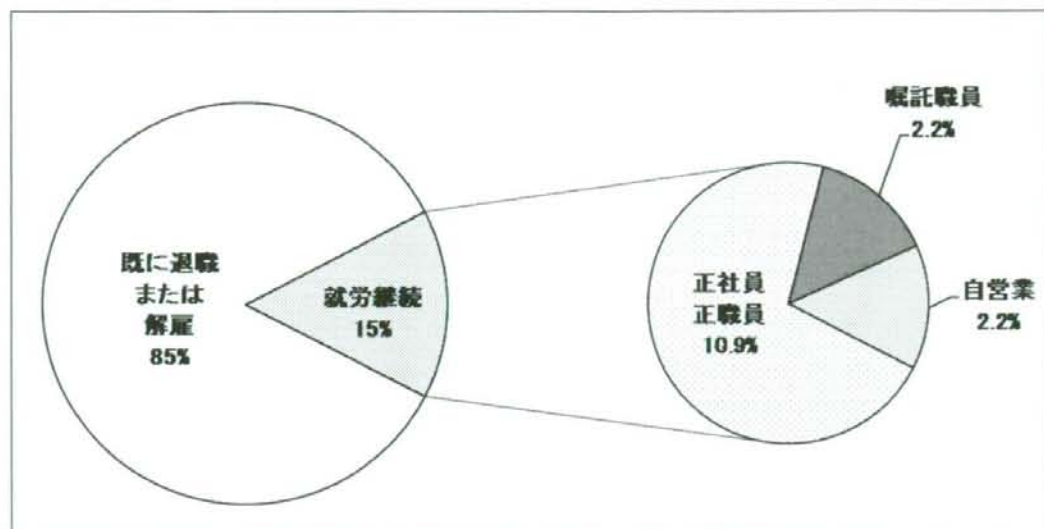 既に退職
または
解雇
85%
就労継続
15%
正社員
正職員
10.9%
嘱託職員
2.2%
自営業
2.2%